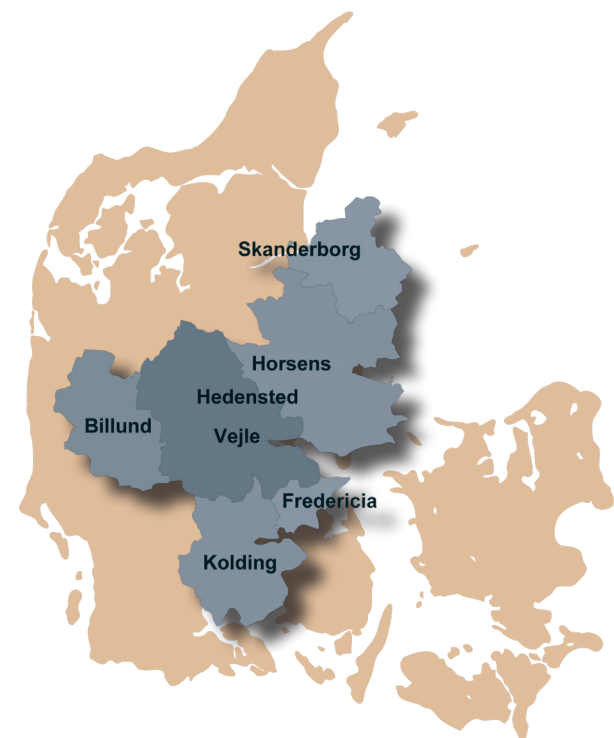 Skanderborg
Horsens
Hedensted
Billund
Vejle
Fredericia
Kolding